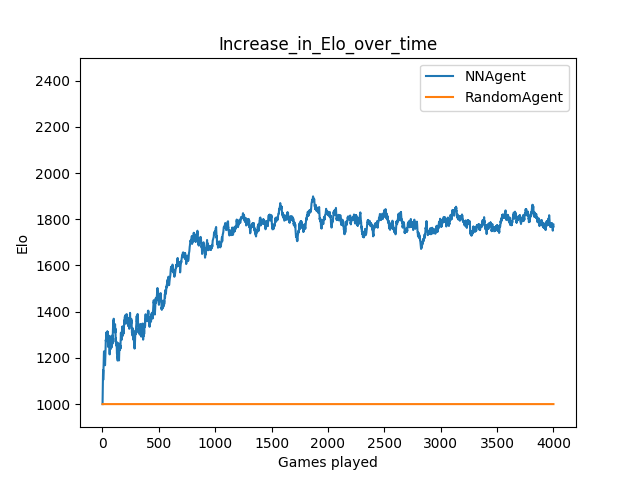 Increase_in_Elo_over_time
NNAgent
RandomAgent
2400
2200
2000
1800
1600
1400
1200
1000
Elo
0 500 1000 1500 2000 2500 3000 3500 4000
Games played